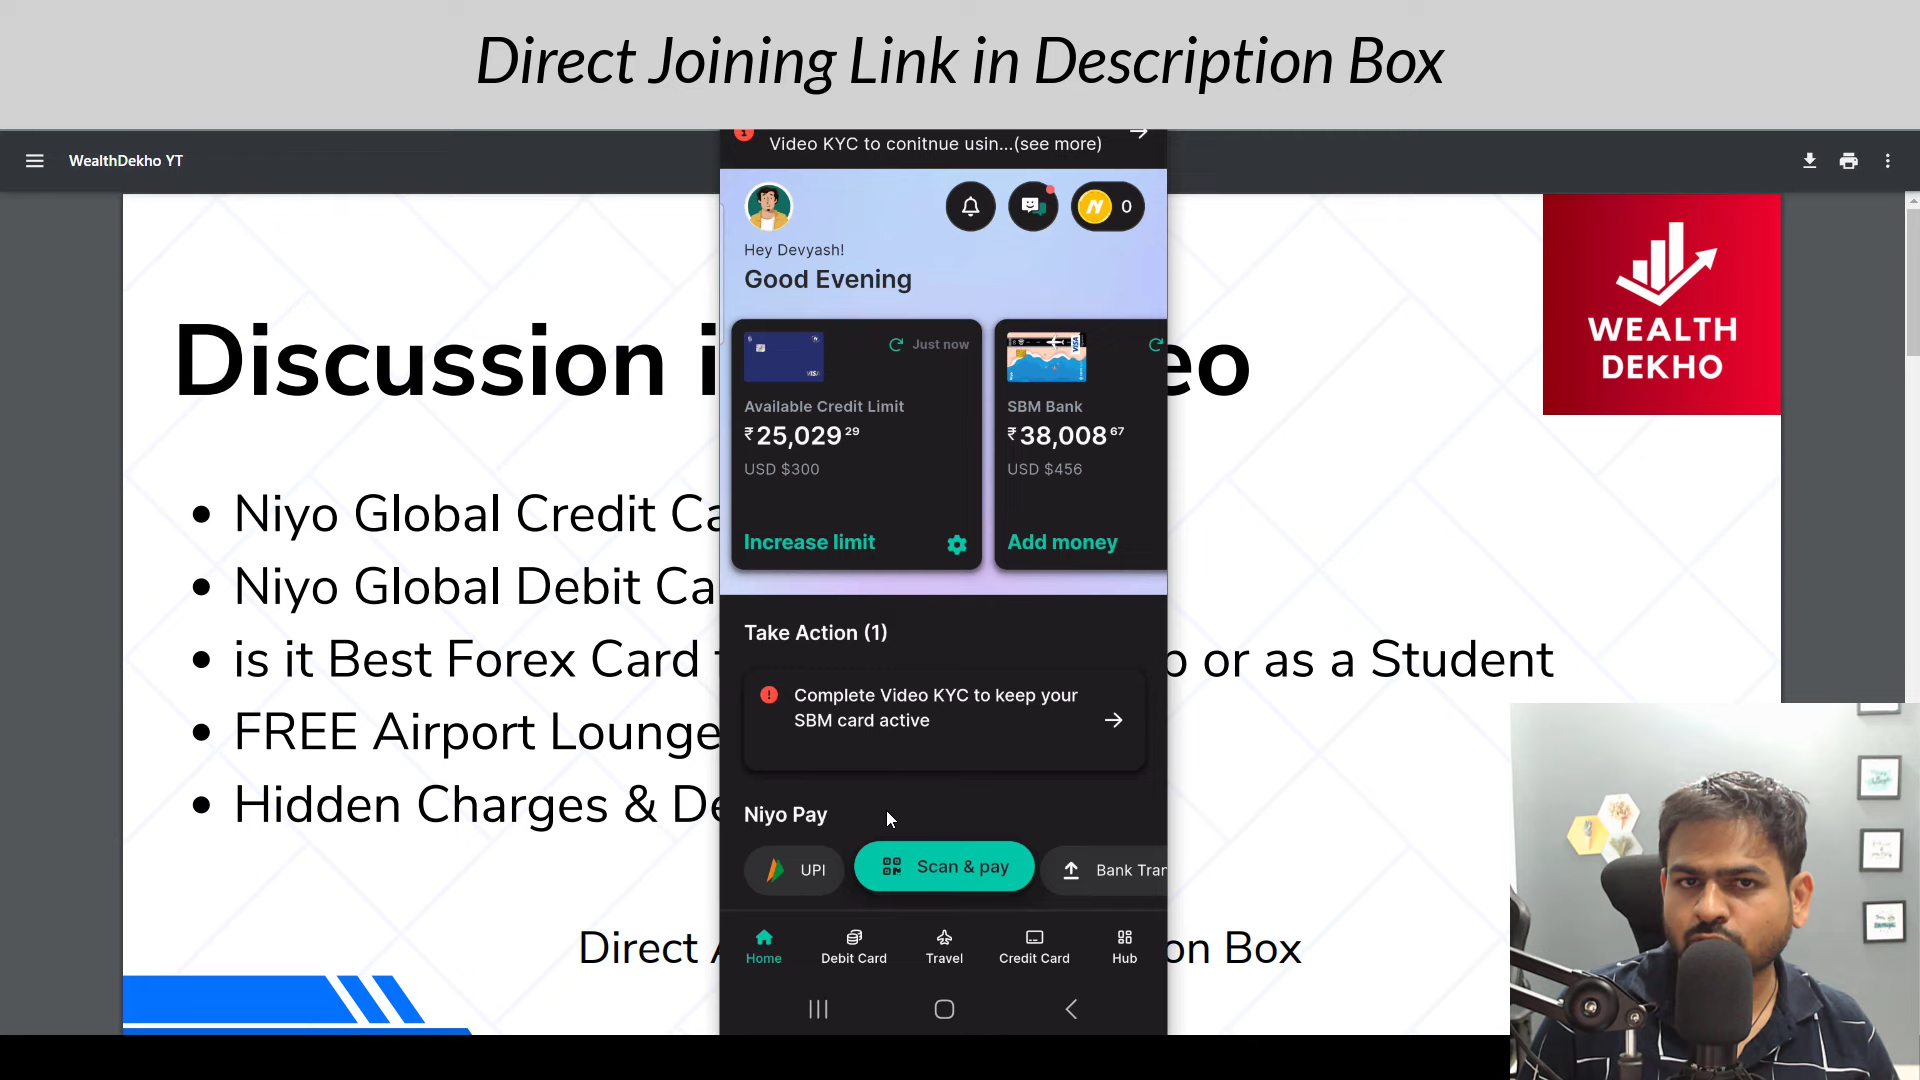 Direct Joining Link in Description Box
WealthDekho YT
Video KYC to conitnue usin...(see more)
0
Hey Devyash!
Good Evening
Just now
VISA
Available Credit Limit
₹25,029 29
USD $300
Increase limit
VISA
SBM Bank
₹38,008 67
USD $456
Add money
Take Action (1)
Complete Video KYC to keep your
SBM card active
Niyo Pay
UPI
Scan & pay
Bank Tran
Home
Debit Card
Travel
Credit Card
Hub
Discussion i
eo
WEALTH
DEKHO
Niyo Global Credit Ca
Niyo Global Debit Ca
is it Best Forex Card
or as a Student
FREE Airport Lounge
Hidden Charges & De
Direct
on Box